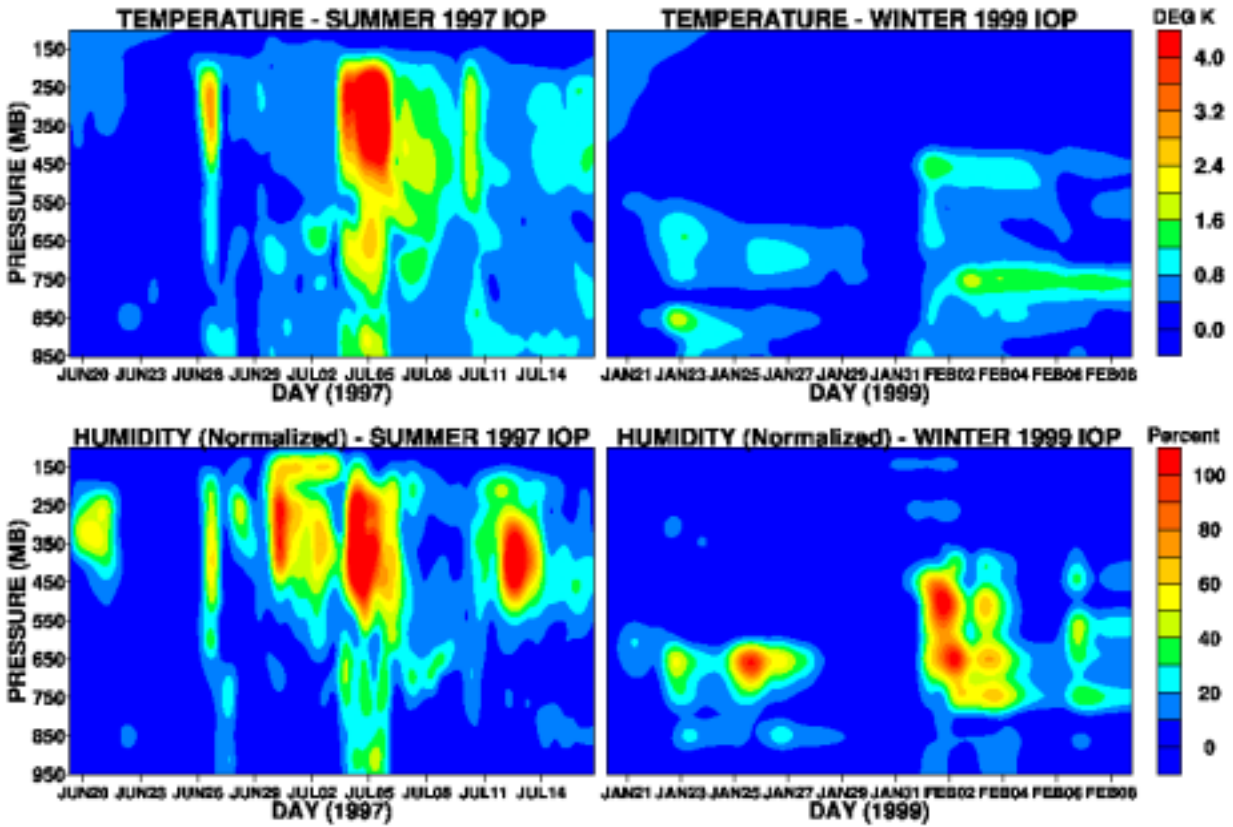 TEMPERATURE - SUMMER 1997 IOP
TEMPERATURE - WINTER 1999 IOP
DEG K
PRESSURE (MB)
150
250
350
450
550
650
750
850
950
4.0
3.2
2.4
1.6
0.8
0.0
JUN20 JUN23 JUN26 JUN29 JUL02 JUL05 JUL08 JUL11 JUL14
JAN21 JAN23 JAN25 JAN27 JAN29 JAN31 FEB02 FEB04 FEB06 FEB08
DAY (1997)
DAY (1999)
HUMIDITY (Normalized) - SUMMER 1997 IOP
HUMIDITY (Normalized) - WINTER 1999 IOP
Percent
PRESSURE (MB)
150
250
350
450
550
650
750
850
950
100
80
60
40
20
0
JUN20 JUN23 JUN26 JUN29 JUL02 JUL05 JUL08 JUL11 JUL14
JAN21 JAN23 JAN25 JAN27 JAN29 JAN31 FEB02 FEB04 FEB06 FEB08
DAY (1997)
DAY (1999)